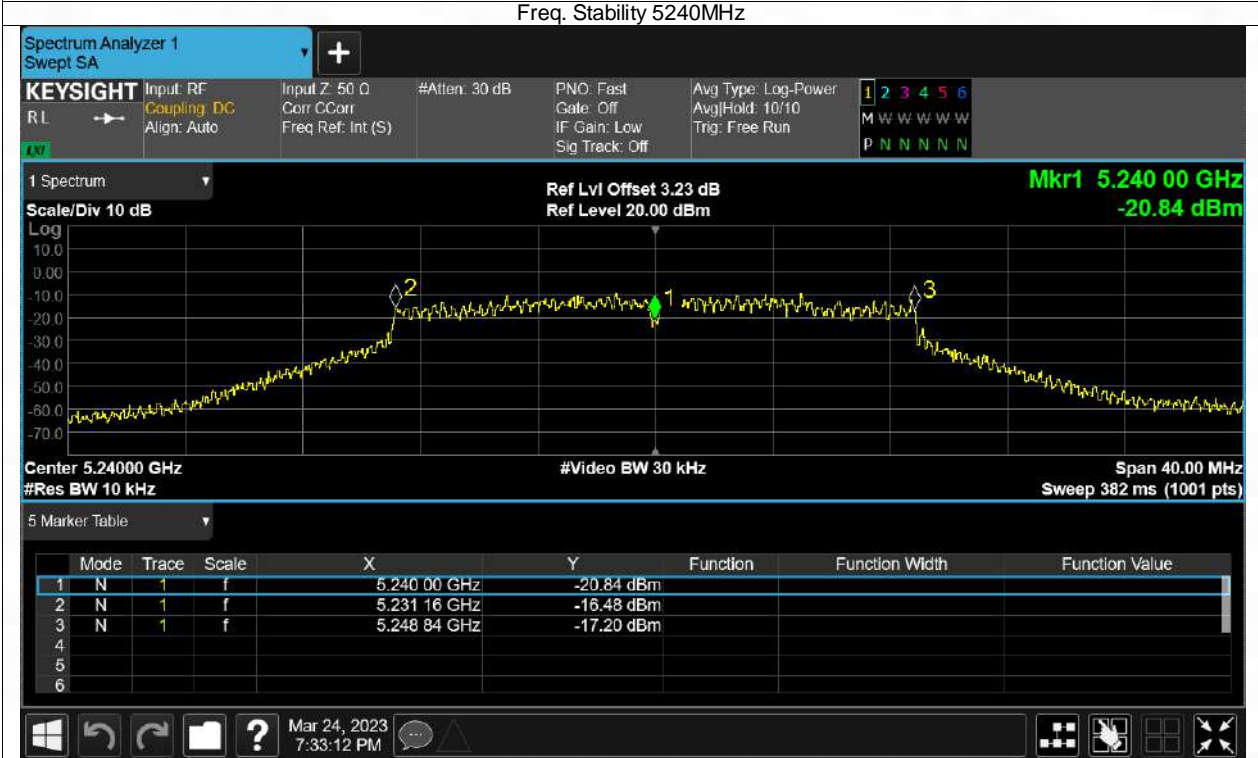 Freq. Stability 5240MHz
Spectrum Analyzer 1
Swept SA
+
KEYSIGHT Input: RF Input Z: 50 Ω #Atten: 30 dB PNO: Fast Avg Type: Log-Power 1 2 3 4 5 6
RL Coupling: DC Corr CCorr Gate: Off Avg|Hold: 10/10 M W W W W W
Align: Auto Freq Ref: Int (S) IF Gain: Low Trig: Free Run
LXI Sig Track: Off P N N N N N
1 Spectrum Ref Lvl Offset 3.23 dB Mkr1 5.240 00 GHz
Scale/Div 10 dB Ref Level 20.00 dBm -20.84 dBm
Log
10.0
0.00
-10.0
-20.0
-30.0
-40.0
-50.0
-60.0
-70.0
2 1 3
Center 5.24000 GHz #Video BW 30 kHz Span 40.00 MHz
#Res BW 10 kHz Sweep 382 ms (1001 pts)
5 Marker Table
Mode Trace Scale X Y Function Function Width Function Value
1 N 1 f 5.240 00 GHz -20.84 dBm
2 N 1 f 5.231 16 GHz -16.48 dBm
3 N 1 f 5.248 84 GHz -17.20 dBm
4
5
6
? Mar 24, 2023
7:33:12 PM